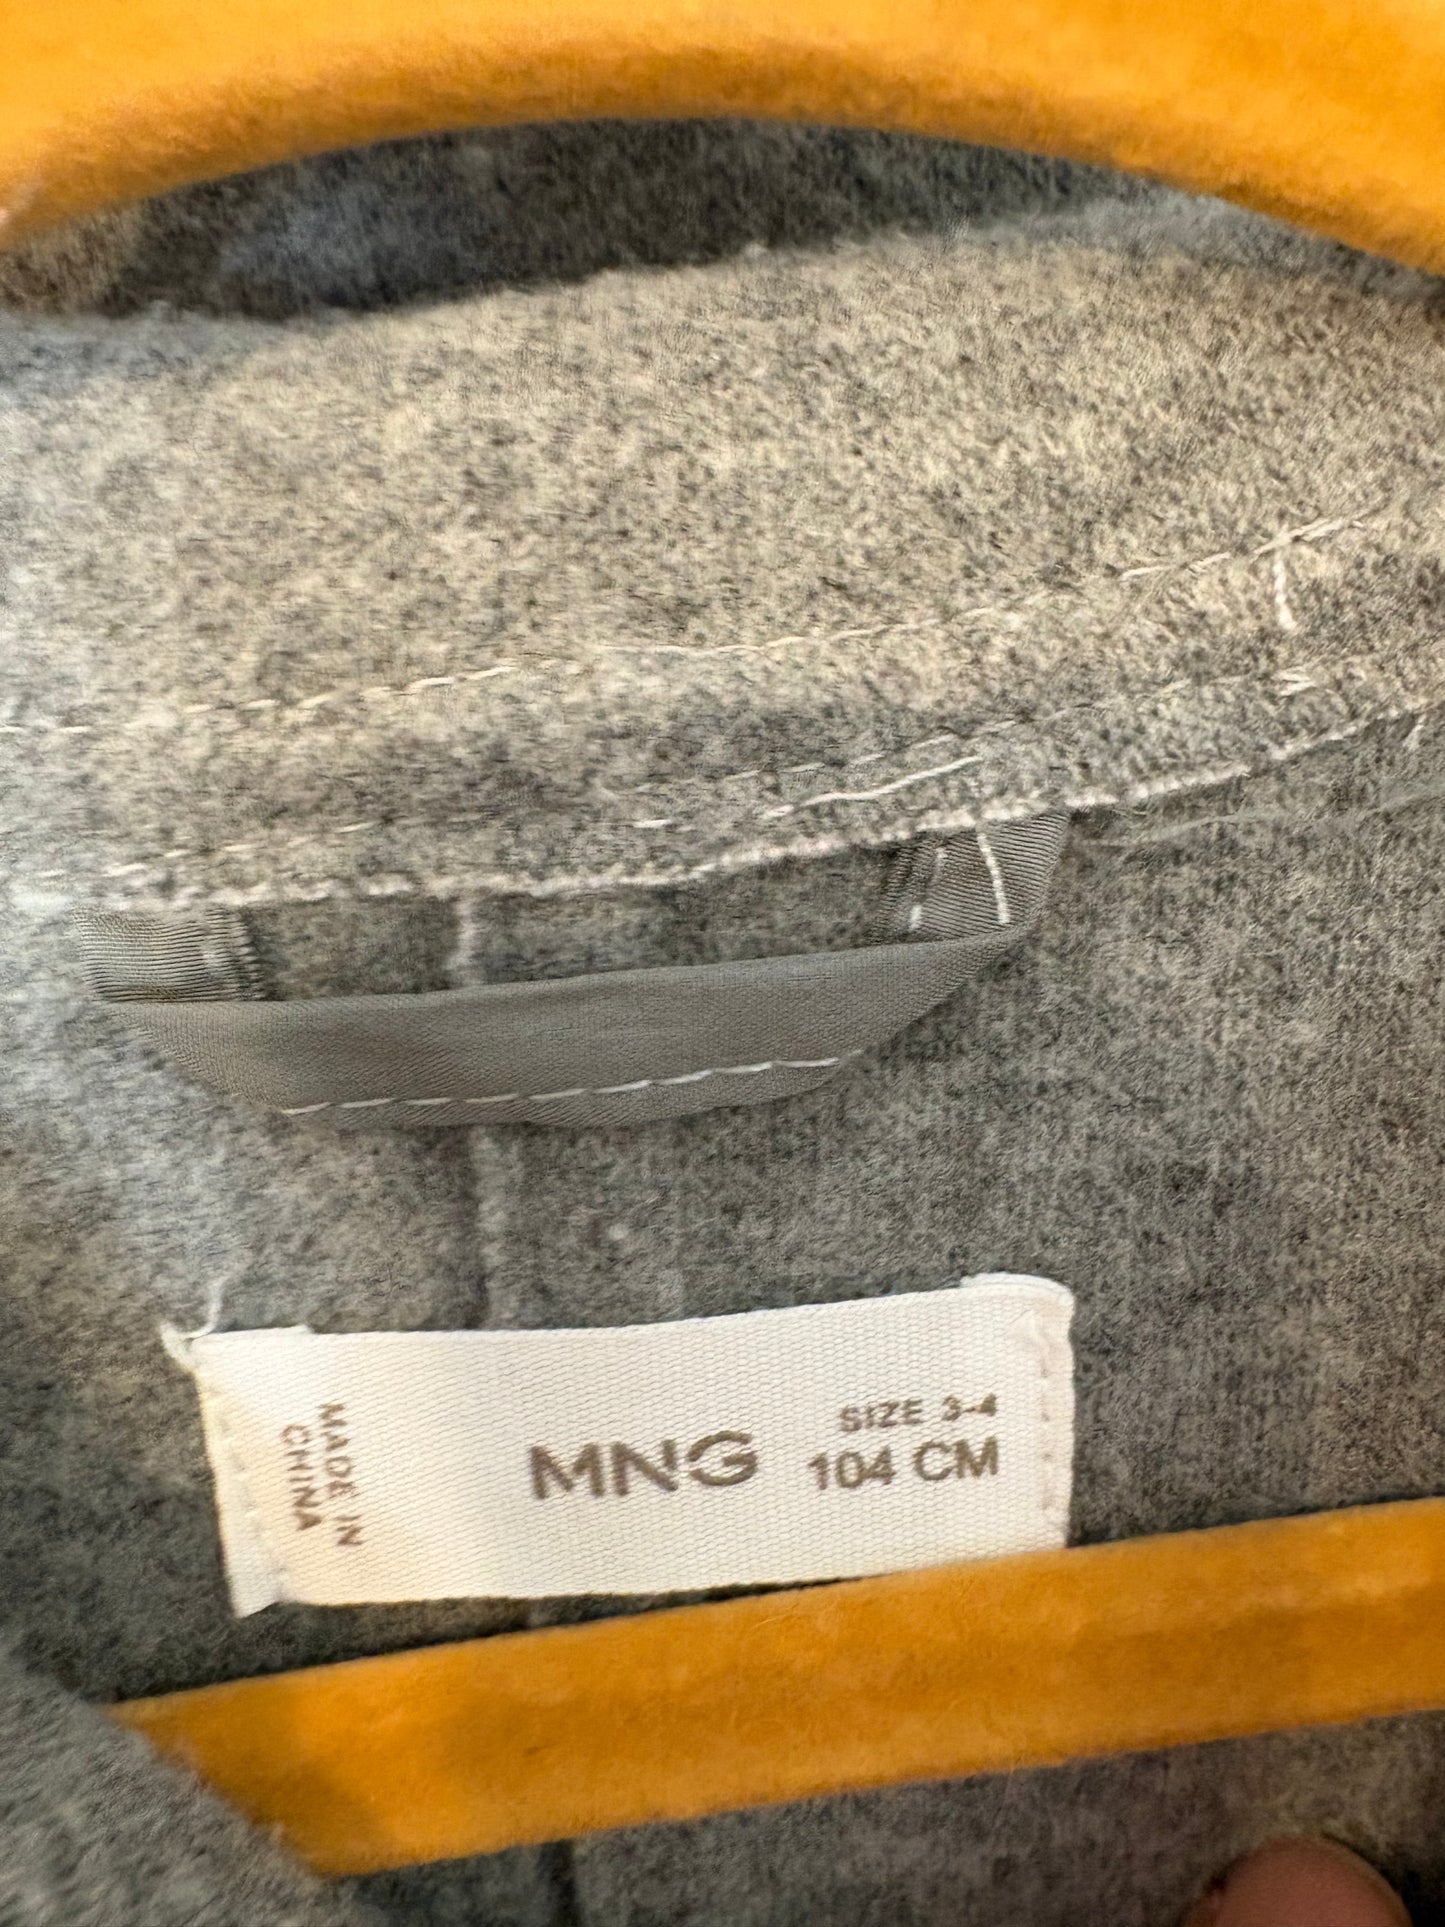 MADE IN
CHINA
MNG
SIZE 3-4
104 CM